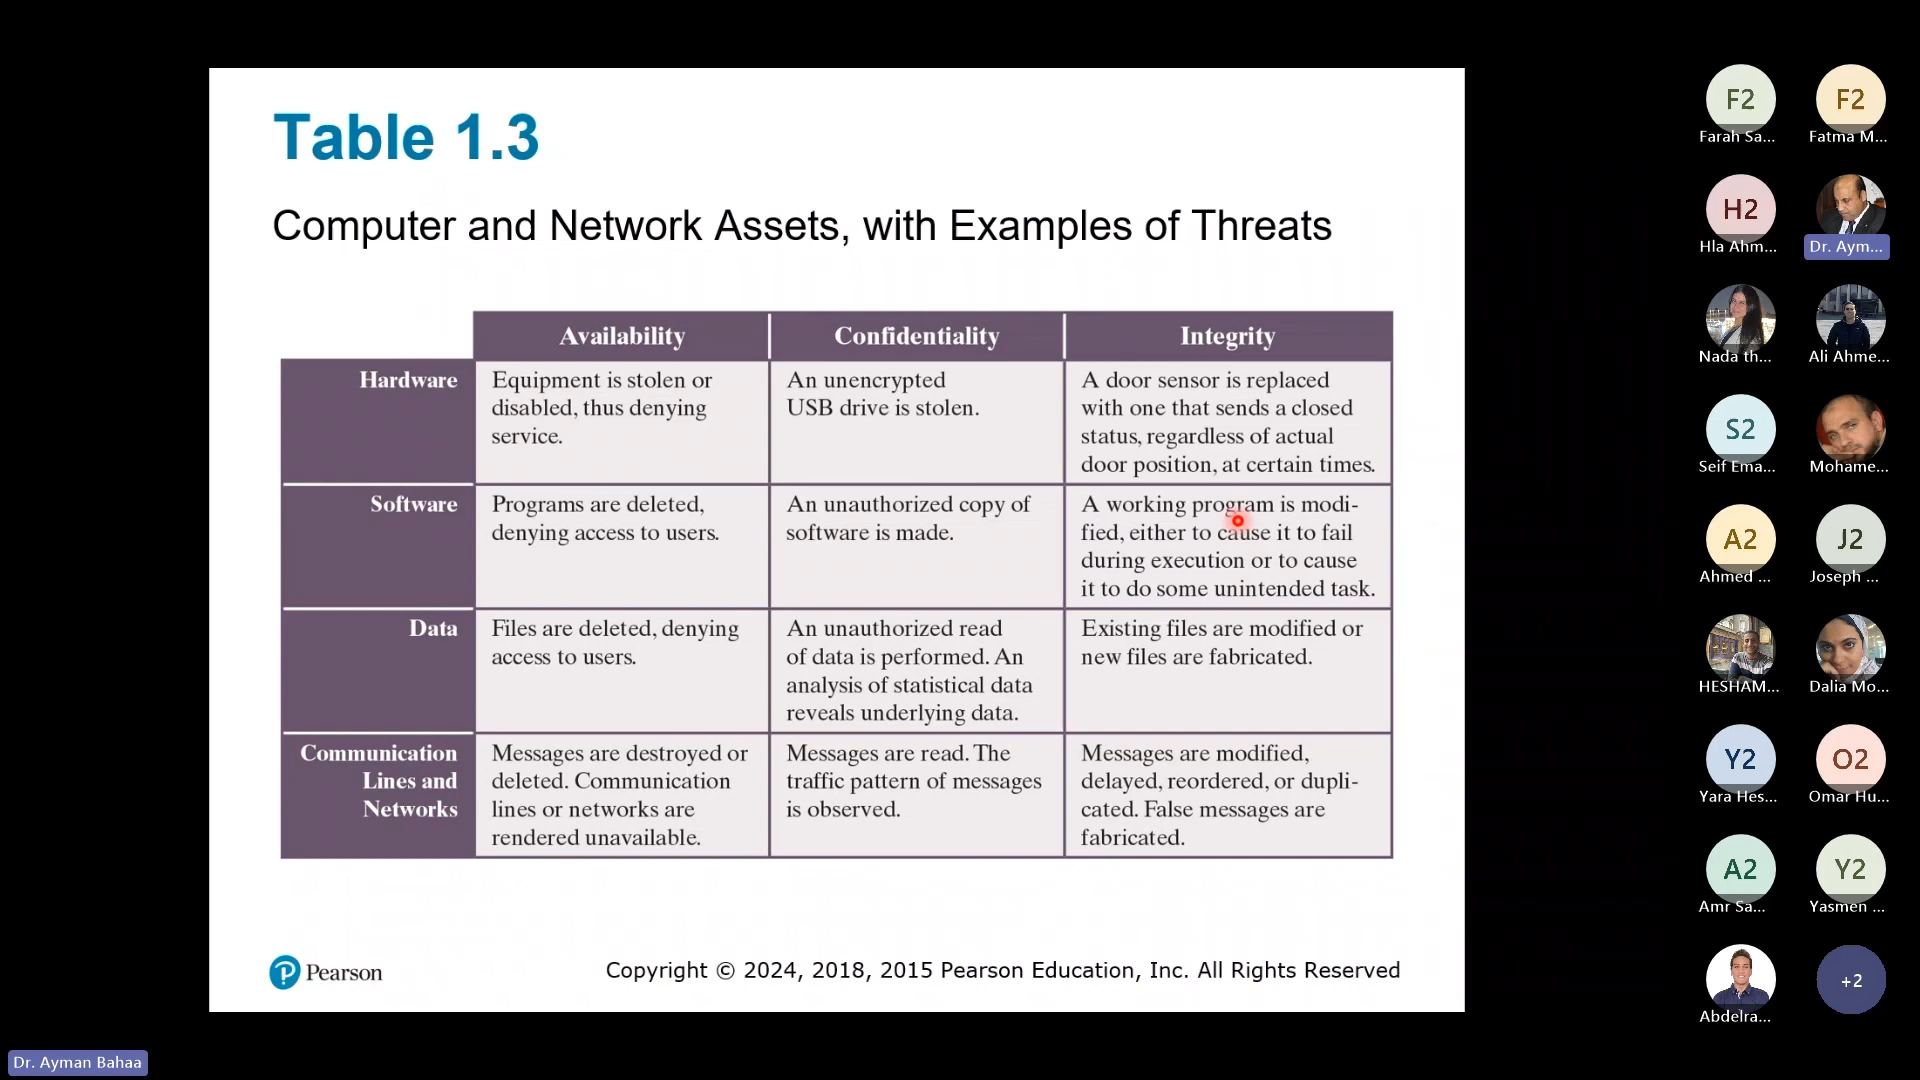 Table 1.3
Computer and Network Assets, with Examples of Threats
Availability
Confidentiality
Integrity
Hardware
Equipment is stolen or
disabled, thus denying
service.
An unencrypted
USB drive is stolen.
A door sensor is replaced
with one that sends a closed
status, regardless of actual
door position, at certain times.
Software
Programs are deleted,
denying access to users.
An unauthorized copy of
software is made.
A working program is modi-
fied, either to cause it to fail
during execution or to cause
it to do some unintended task.
Data
Files are deleted, denying
access to users.
An unauthorized read
of data is performed. An
analysis of statistical data
reveals underlying data.
Existing files are modified or
new files are fabricated.
Communication
Lines and
Networks
Messages are destroyed or
deleted. Communication
lines or networks are
rendered unavailable.
Messages are read. The
traffic pattern of messages
is observed.
Messages are modified,
delayed, reordered, or dupli-
cated. False messages are
fabricated.
P Pearson
Copyright © 2024, 2018, 2015 Pearson Education, Inc. All Rights Reserved
F2
Farah Sa...
F2
Fatma M...
H2
Hla Ahm...
Dr. Aym...
Nada th...
Ali Ahme...
S2
Seif Ema...
Mohame...
A2
Ahmed ...
J2
Joseph ...
HESHAM...
Dalia Mo...
Y2
Yara Hes...
O2
Omar Hu...
A2
Amr Sa...
Y2
Yasmen ...
Abdelra...
+2
Dr. Ayman Bahaa